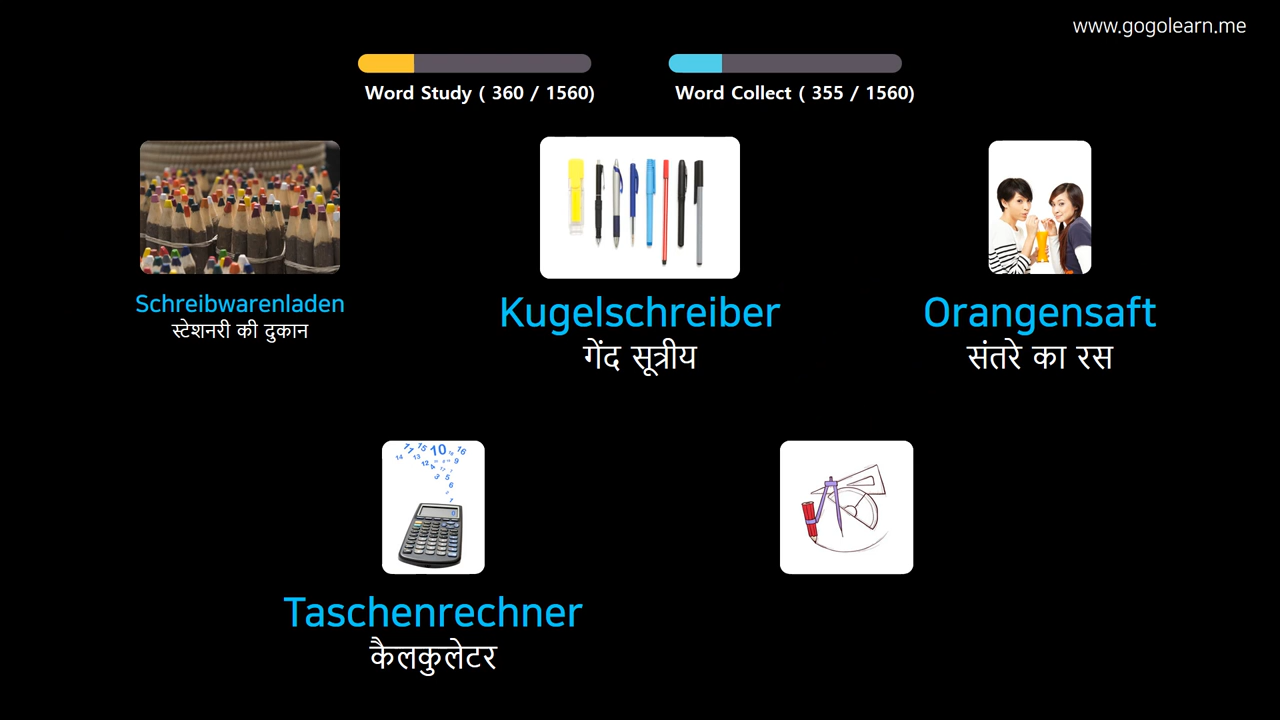 www.gogolearn.me
Word Study ( 360 / 1560)
Word Collect ( 355 / 1560)
Schreibwarenladen
स्टेशनरी की दुकान
Kugelschreiber
गेंद सूत्रीय
Orangensaft
संतरे का रस
Taschenrechner
कैलकुलेटर